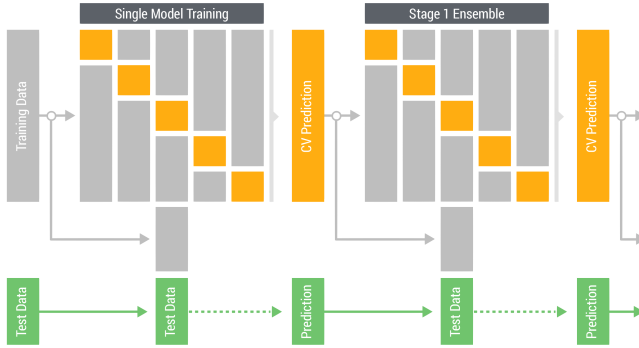 Single Model Training
Stage 1 Ensemble
Training Data
CV Prediction
CV Prediction
Test Data
Test Data
Prediction
Test Data
Prediction